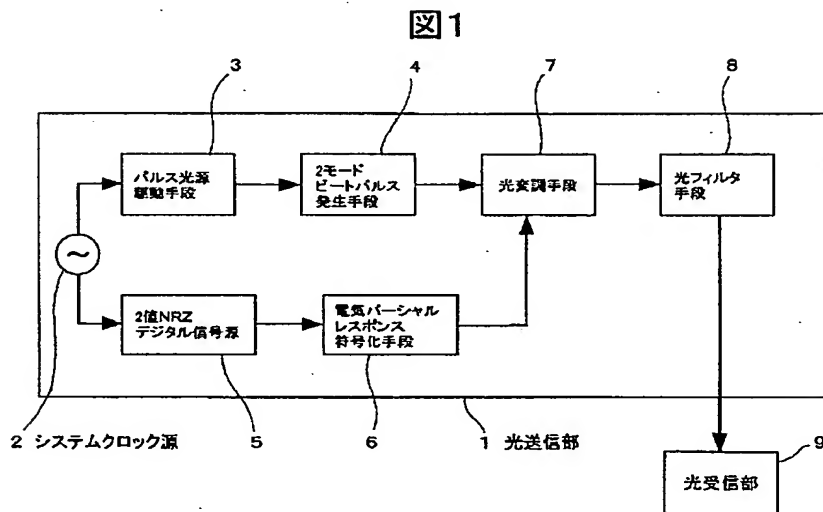 図1
3
4
7
8
パルス光源
駆動手段
2モード
ビートパルス
発生手段
光変調手段
光フィルタ
手段
2値NRZ
デジタル信号源
電気パーシャル
レスポンス
符号化手段
2 システムクロック源
5
6
1 光送信部
9
光受信部